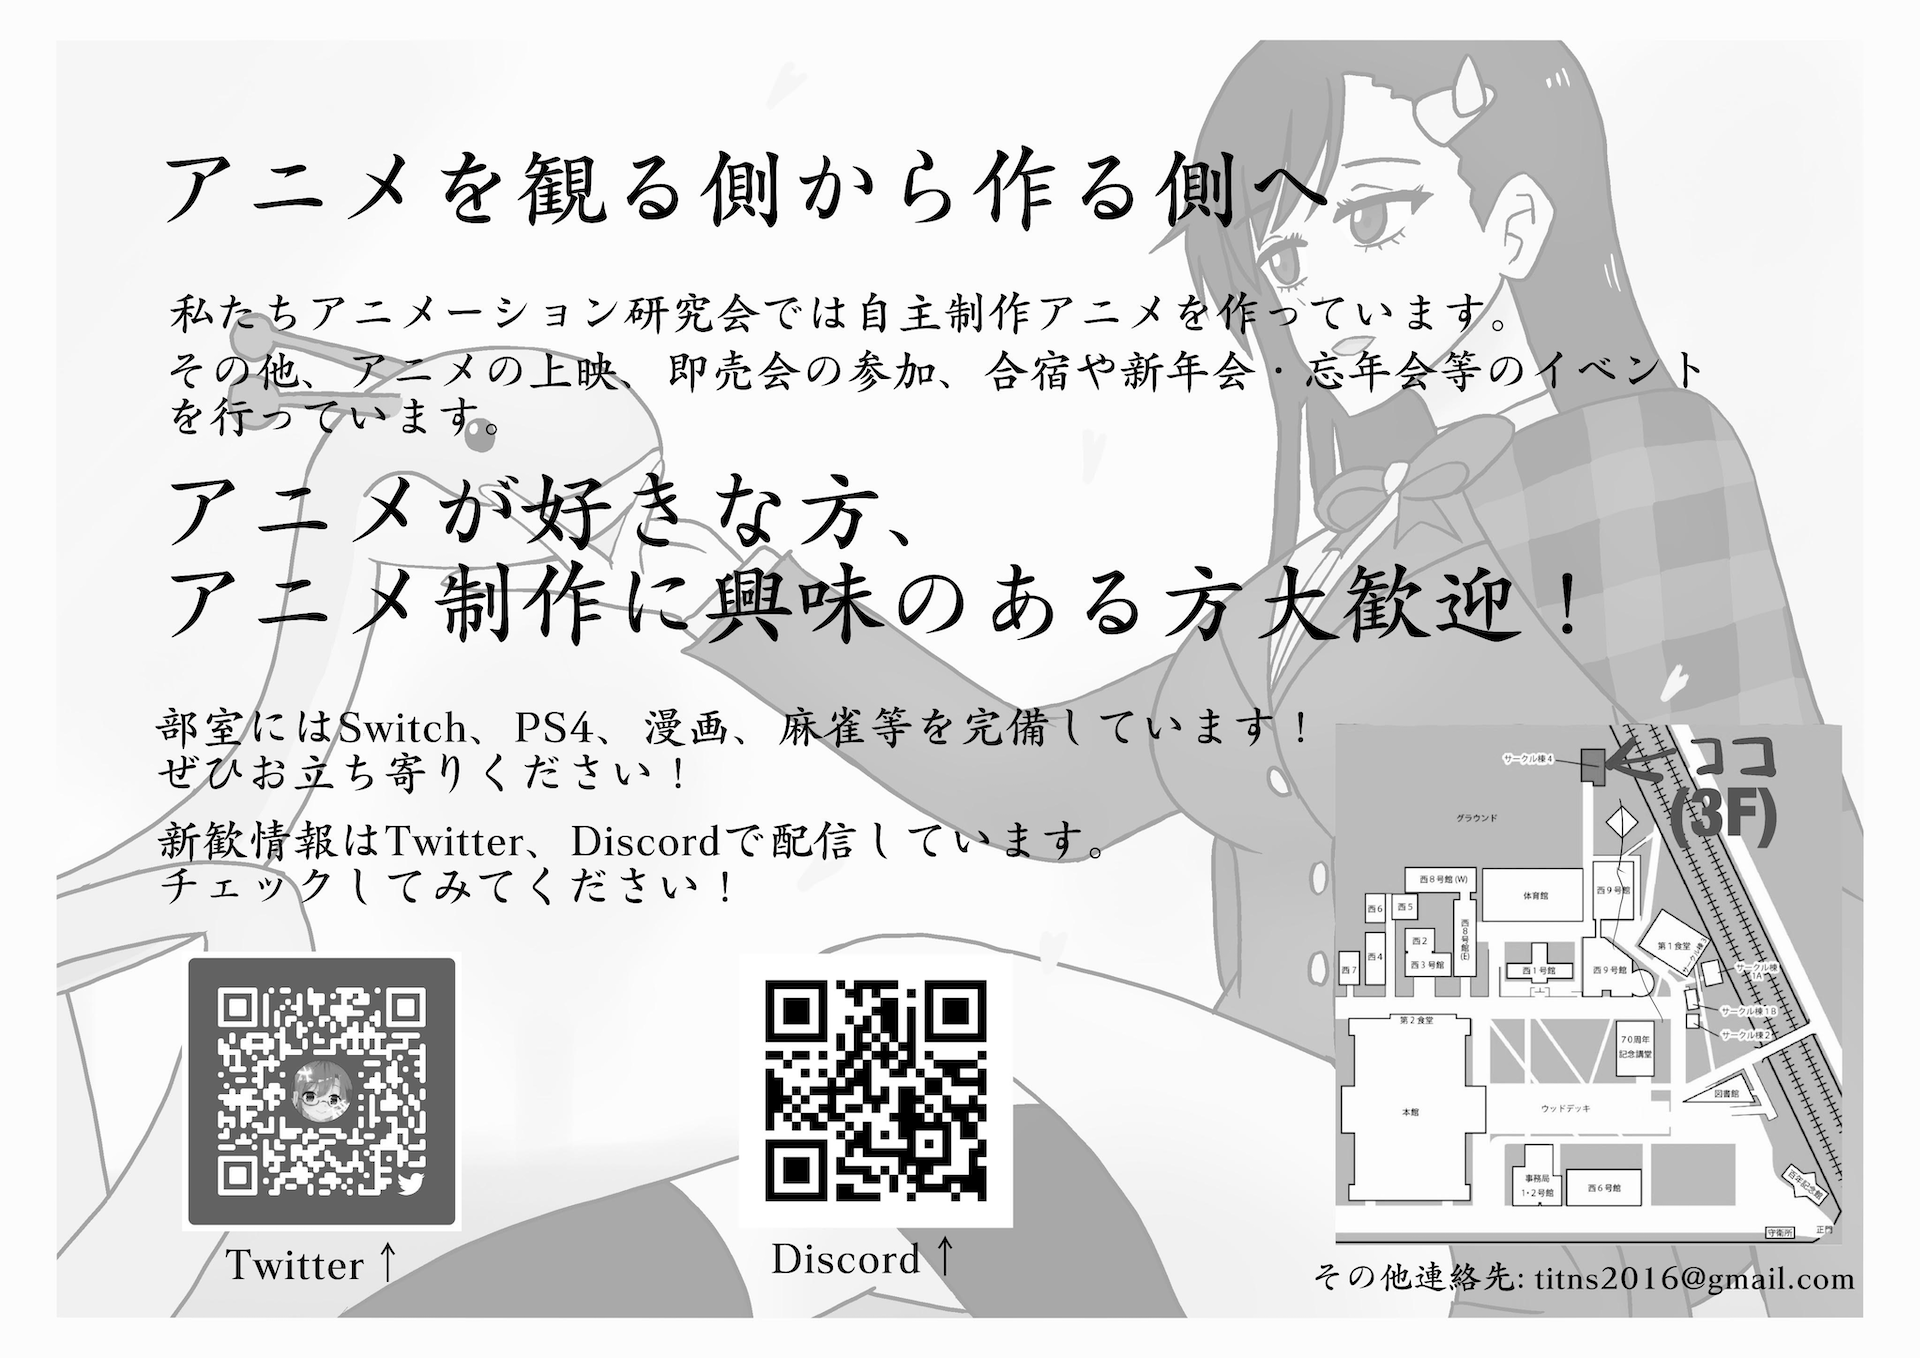 アニメを観る側から作る側へ
私たちアニメーション研究会では自主制作アニメを作っています。
その他、アニメの上映、即売会の参加、合宿や新年会・忘年会等のイベント
を行っています。
アニメが好きな方、
アニメ制作に興味のある方大歓迎！
部室にはSwitch、PS4、漫画、麻雀等を完備しています！
ぜひお立ち寄りください！
新歓情報はTwitter、Discordで配信しています。
チェックしてみてください！
Twitter↑
Discord↑
サークル棟4
ココ
(3F)
グラウンド
西8号館(W)
体育館
西9号館
西6
西5
西8号館(E)
西2
西3号館
西4
西7
西1号館
西9号館
第1食堂
サークル棟3
サークル棟
1A
サークル棟1B
サークル棟2
第2食堂
70周年
記念講堂
図書館
本館
ウッドデッキ
事務局
1・2号館
西6号館
百年記念館
守衛所
正門
その他連絡先: titns2016@gmail.com